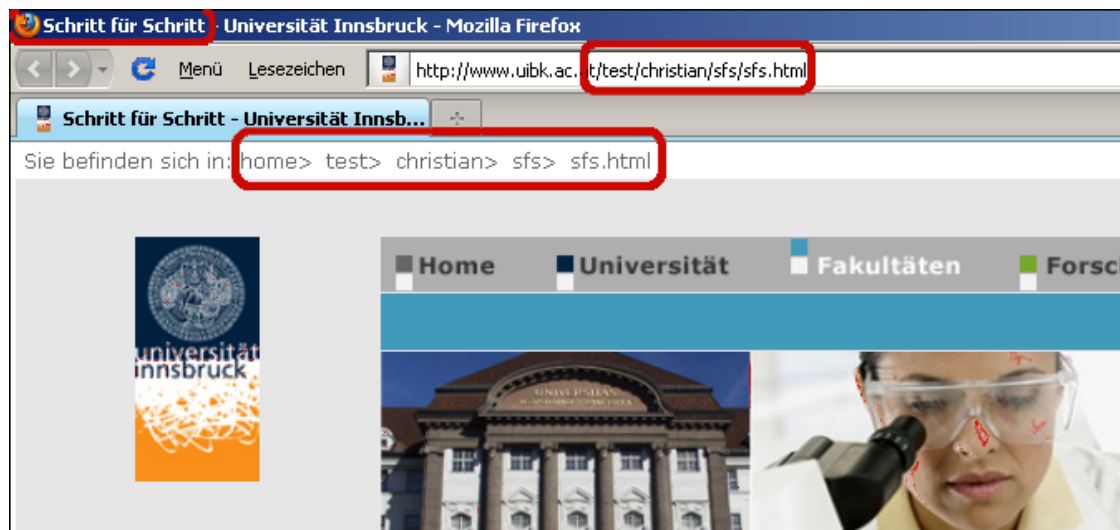 Schritt für Schritt - Universität Innsbruck - Mozilla Firefox
Menü Lesezeichen http://www.uibk.ac.at/test/christian/sfs/sfs.html
Schritt für Schritt - Universität Innsb...
Sie befinden sich in: home> test> christian> sfs> sfs.html
Home Universität Fakultäten Forsc
universität
innsbruck